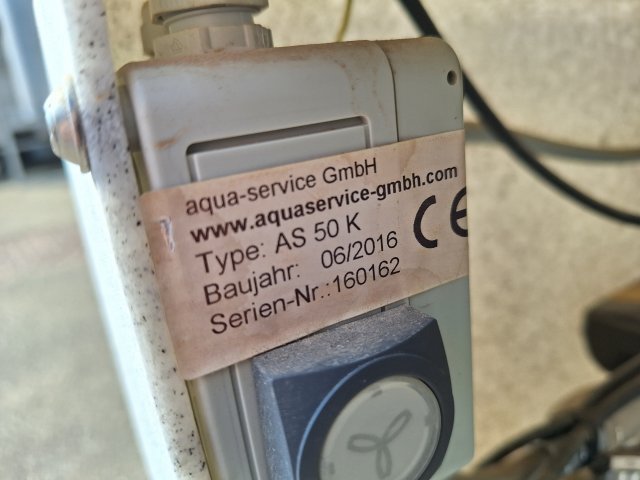 aqua-service GmbH
www.aquaservice-gmbh.com
Type: AS 50 K
Baujahr: 06/2016
Serien-Nr.:160162
CE